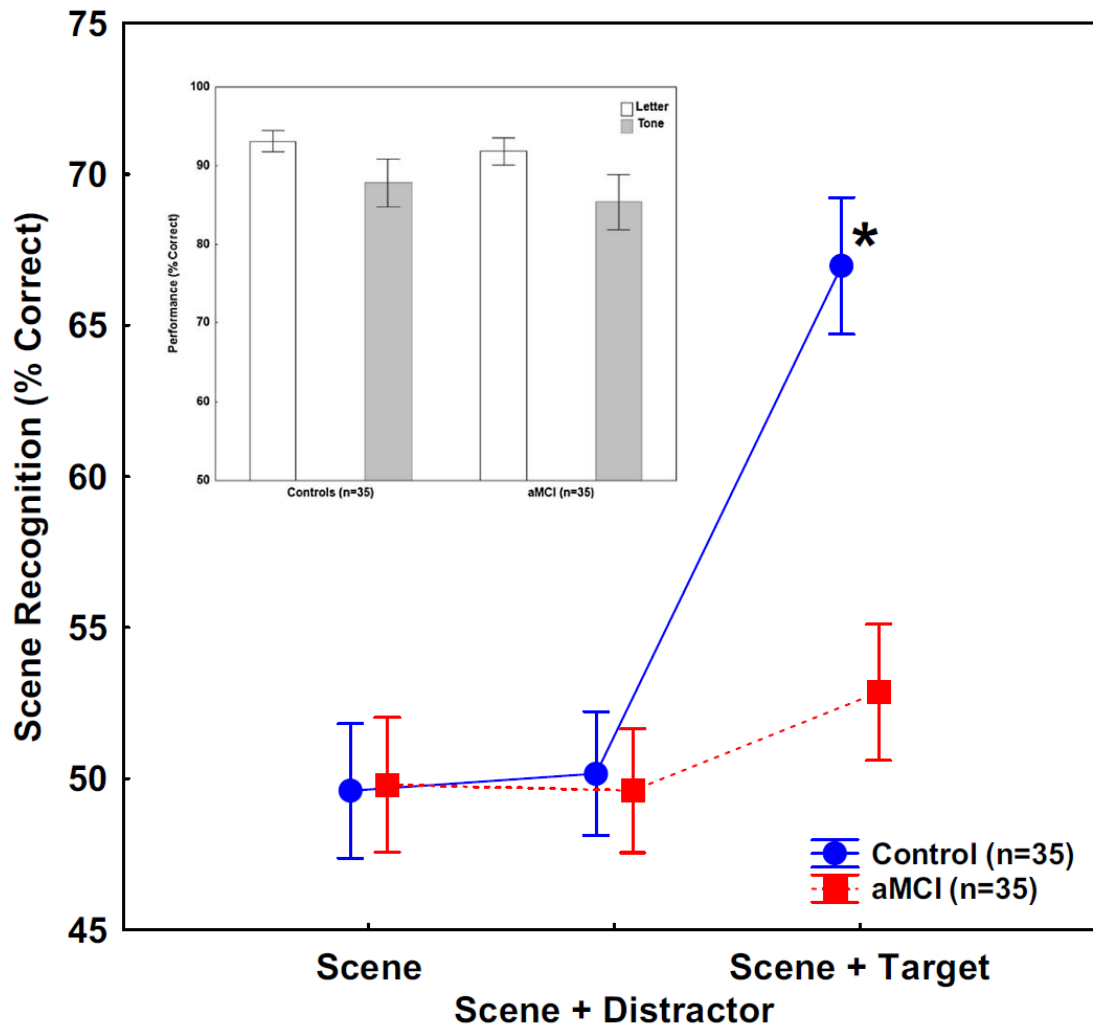 75
70
65
60
55
50
45
Scene Recognition (% Correct)
100
90
80
70
60
50
Performance (% Correct)
Letter
Tone
Controls (n=35)
aMCI (n=35)
*
Control (n=35)
aMCI (n=35)
Scene
Scene + Target
Scene + Distractor